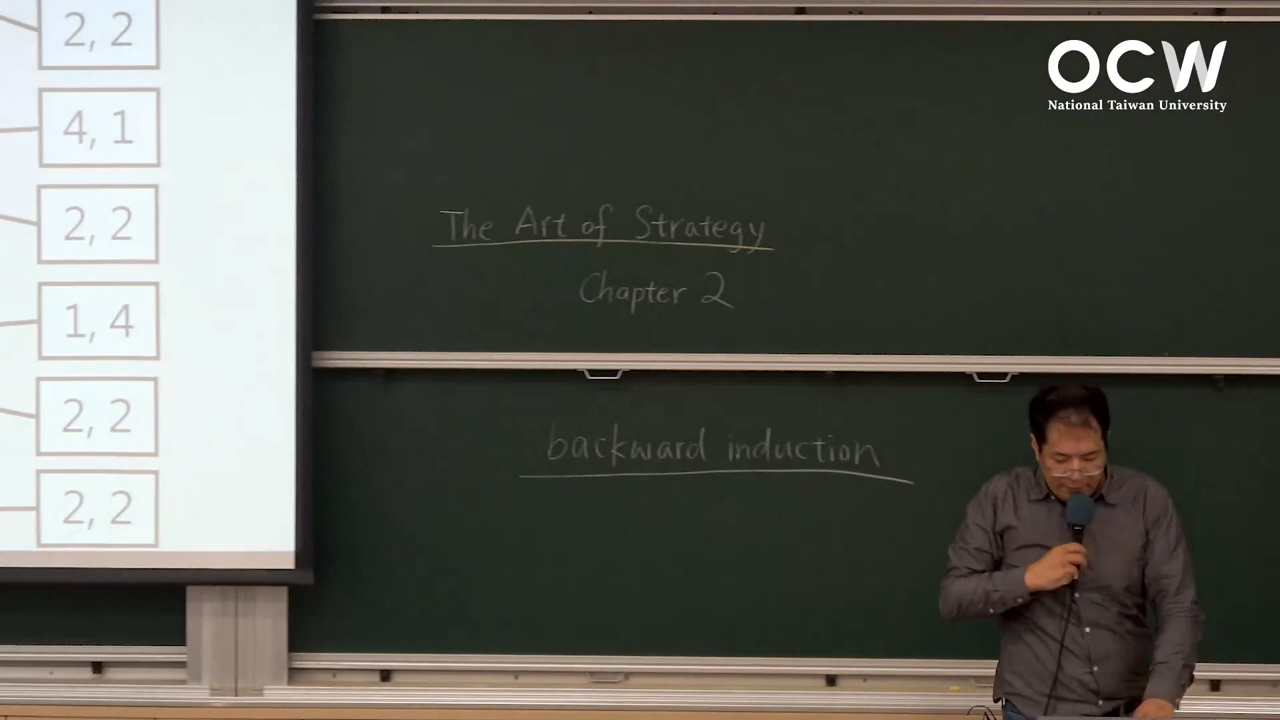 2, 2
4, 1
2, 2
1, 4
2, 2
2, 2
OCW
National Taiwan University
The Art of Strategy
Chapter 2
backward induction